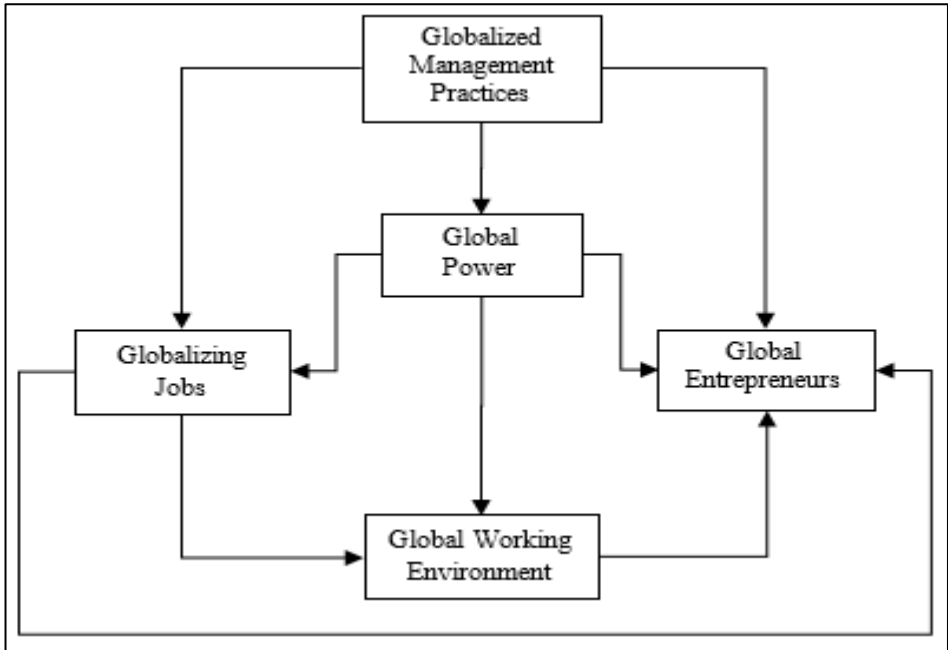 Globalized
Management
Practices
Global
Power
Globalizing
Jobs
Global
Entrepreneurs
Global Working
Environment